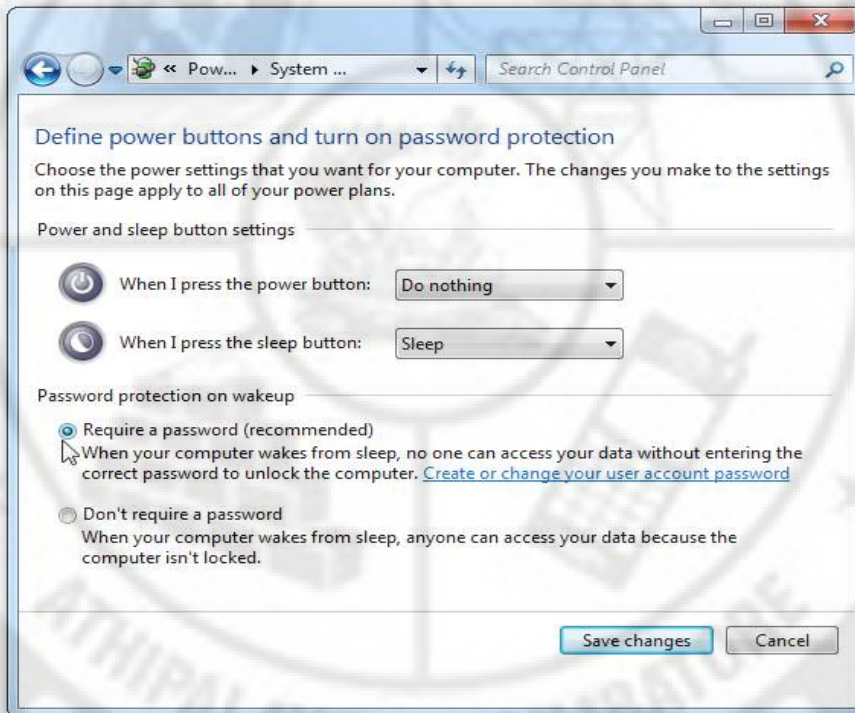 « Pow... ▸ System ...
Search Control Panel
Define power buttons and turn on password protection
Choose the power settings that you want for your computer. The changes you make to the settings
on this page apply to all of your power plans.
Power and sleep button settings
When I press the power button: Do nothing
When I press the sleep button: Sleep
Password protection on wakeup
Require a password (recommended)
When your computer wakes from sleep, no one can access your data without entering the
correct password to unlock the computer. Create or change your user account password
Don't require a password
When your computer wakes from sleep, anyone can access your data because the
computer isn't locked.
Save changes Cancel